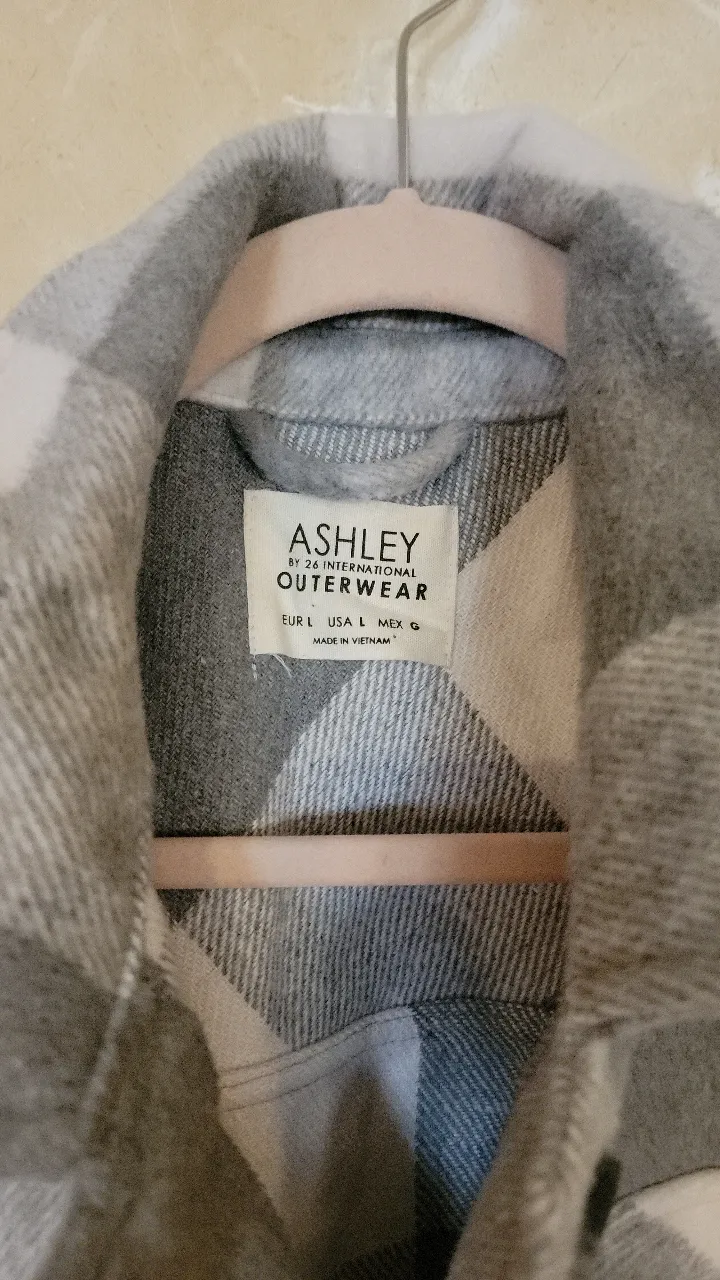 ASHLEY
BY 26 INTERNATIONAL
OUTERWEAR
EUR L USA L MEX G
MADE IN VIETNAM